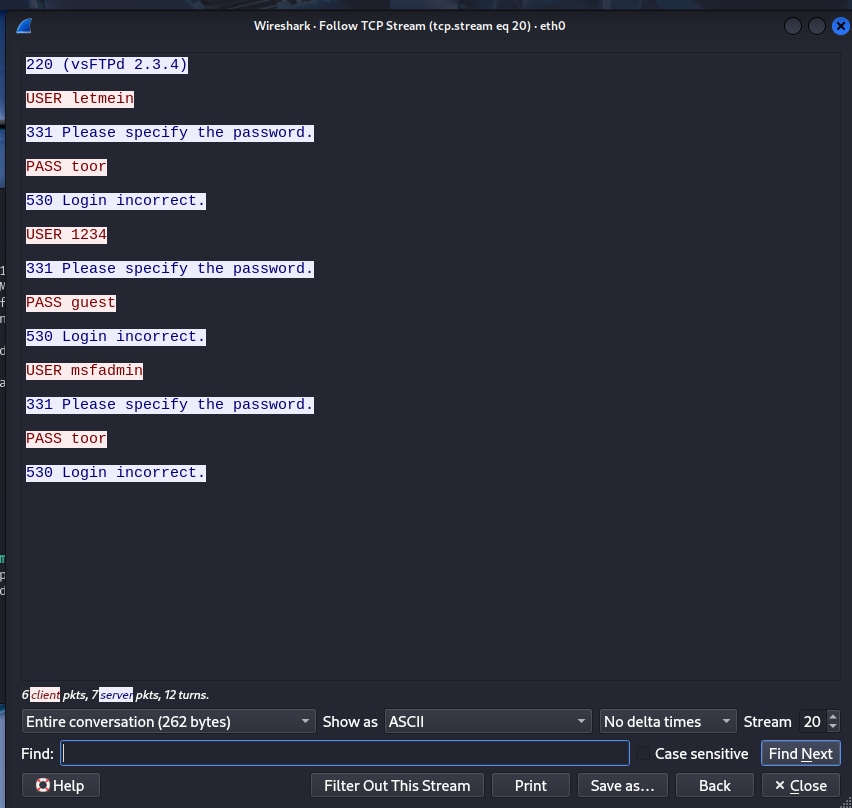 Wireshark · Follow TCP Stream (tcp.stream eq 20) · eth0
220 (vsFTPd 2.3.4)
USER letmein
331 Please specify the password.
PASS toor
530 Login incorrect.
USER 1234
331 Please specify the password.
PASS guest
530 Login incorrect.
USER msfadmin
331 Please specify the password.
PASS toor
530 Login incorrect.
6 client pkts, 7 server pkts, 12 turns.
Entire conversation (262 bytes) Show as ASCII No delta times Stream 20
Find: Case sensitive Find Next
Help Filter Out This Stream Print Save as… Back Close